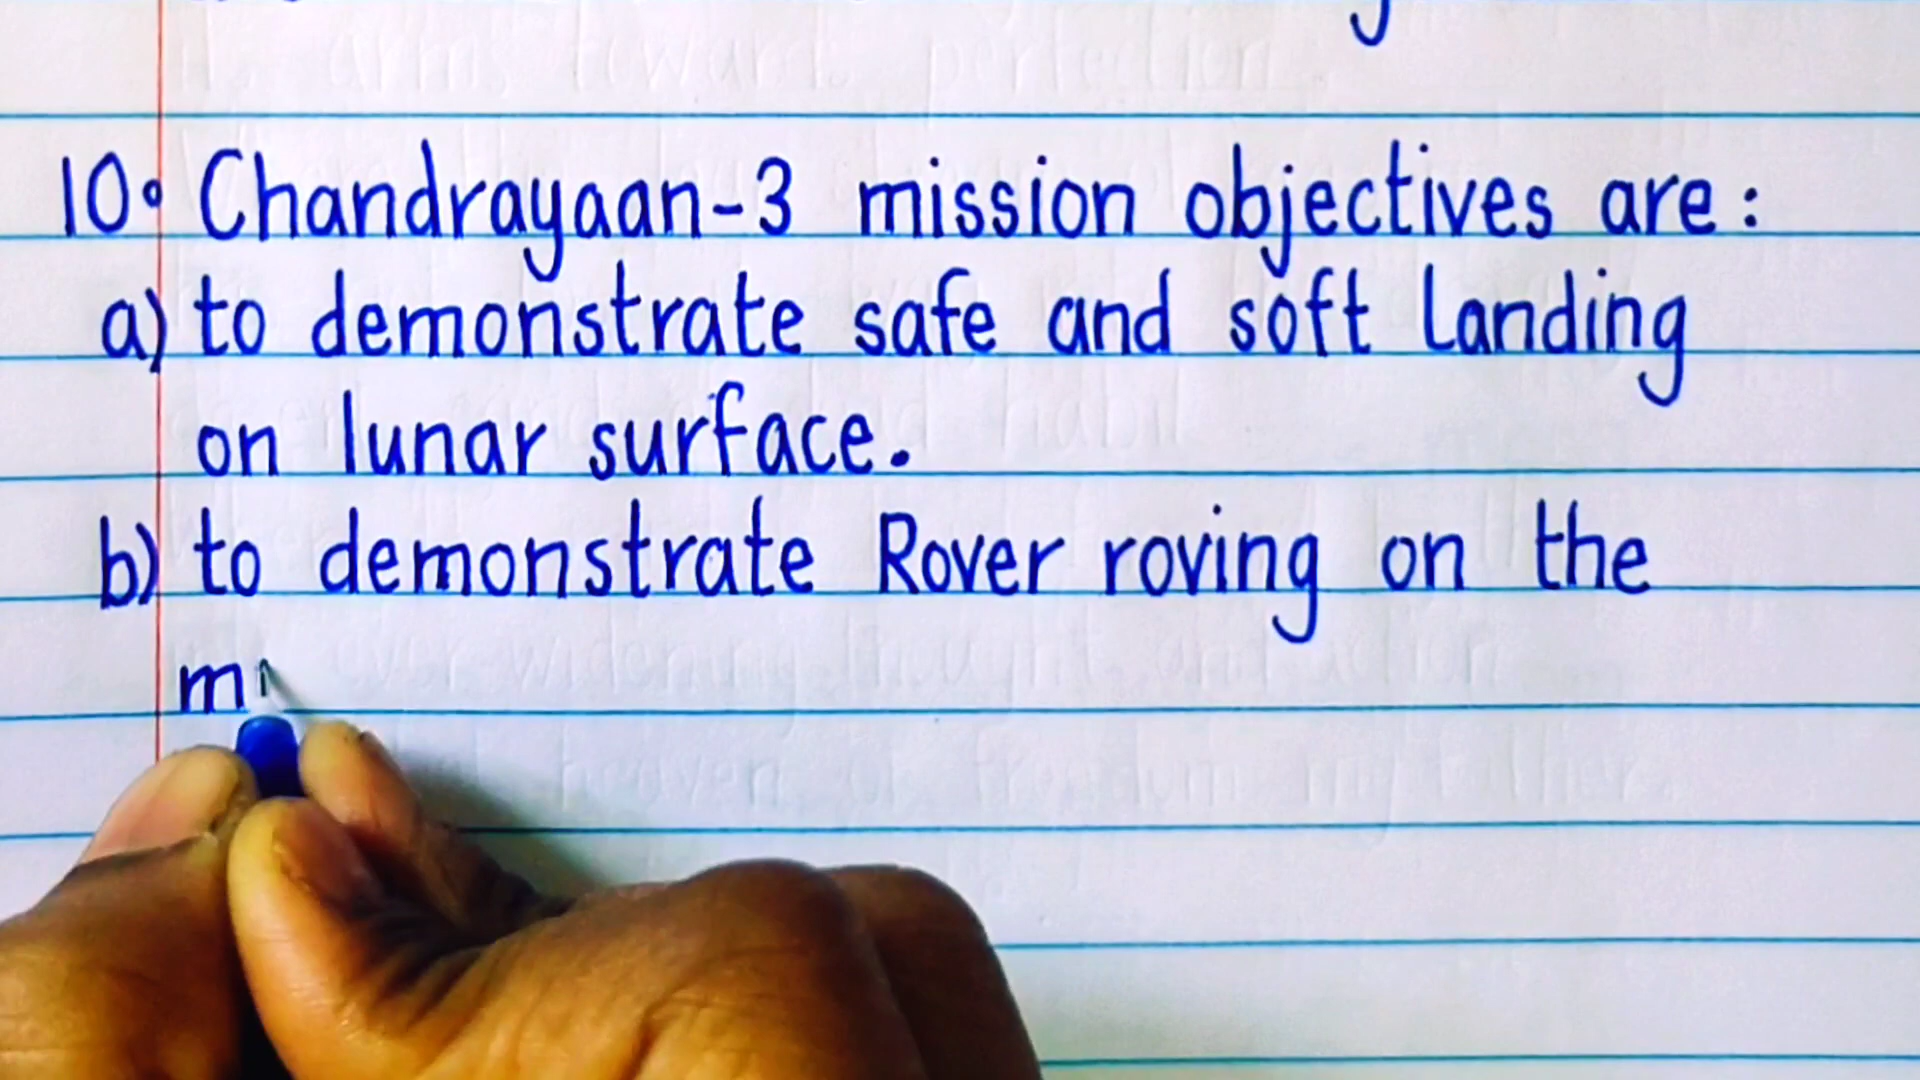 10. Chandrayaan-3 mission objectives are:
a) to demonstrate safe and soft landing
on lunar surface.
b) to demonstrate Rover roving on the
m